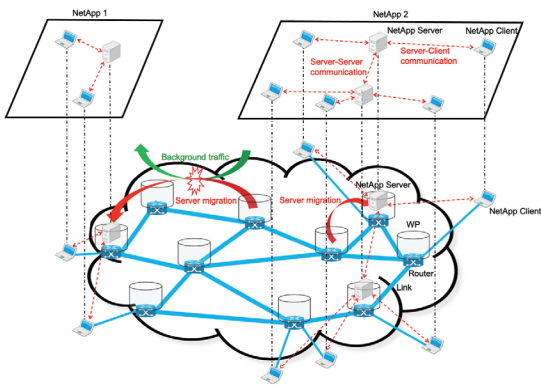 NetApp 1
NetApp 2
NetApp Server
NetApp Client
Server-Server
communication
Server-Client
communication
Background traffic
Server migration
Server migration
NetApp Server
NetApp Client
WP
Router
Link